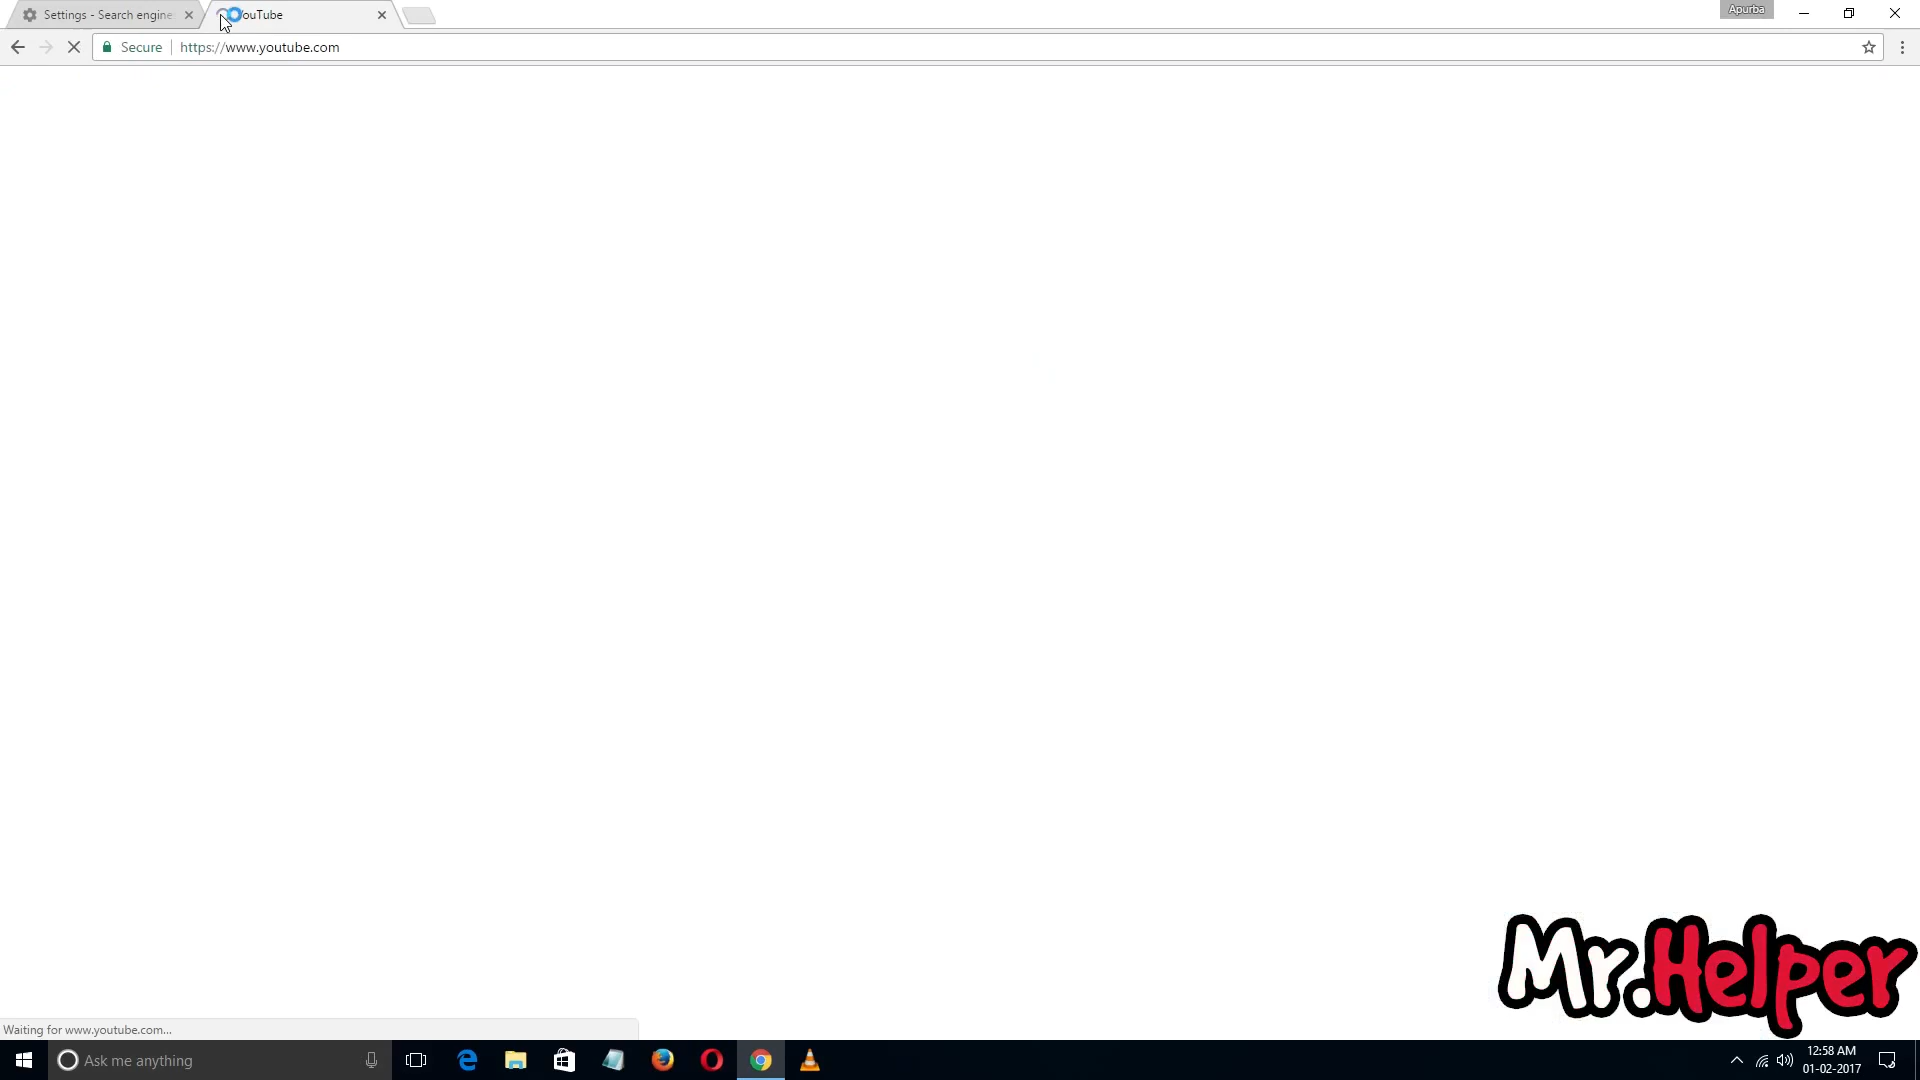 Settings - Search engine
YouTube
Apurba
Secure
https://www.youtube.com
Mr.Helper
Waiting for www.youtube.com...
Ask me anything
12:58 AM
01-02-2017